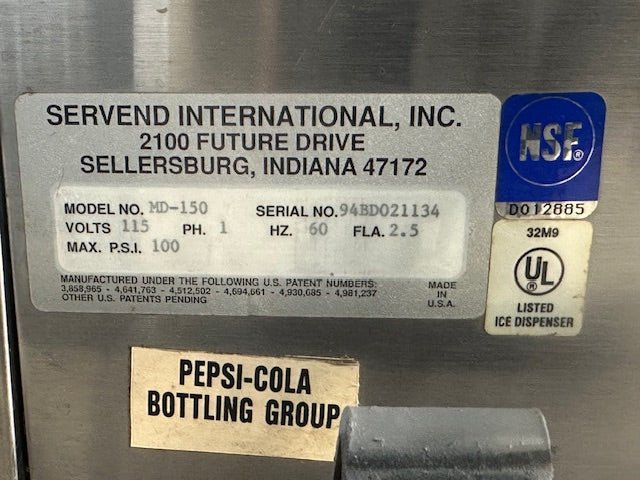 SERVEND INTERNATIONAL, INC.
2100 FUTURE DRIVE
SELLERSBURG, INDIANA 47172
MODEL NO. MD-150 SERIAL NO. 94BD021134
VOLTS 115 PH. 1 HZ. 60 FLA. 2.5
MAX. P.S.I. 100
MANUFACTURED UNDER THE FOLLOWING U.S. PATENT NUMBERS:
3,858,965 - 4,641,763 - 4,512,502 - 4,694,661 - 4,930,685 - 4,981,237
OTHER U.S. PATENTS PENDING
MADE
IN
U.S.A.
NSF®
D012885
32M9
UL®
LISTED
ICE DISPENSER
PEPSI-COLA
BOTTLING GROUP